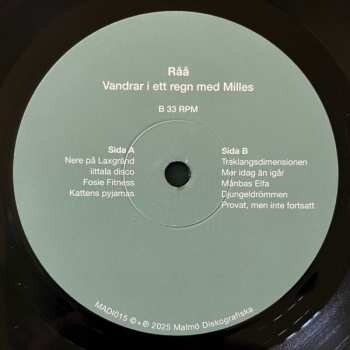 Råå
Vandrar i ett regn med Milles
B 33 RPM
Sida A
Nere på Laxgränd
iittala disco
Fosie Fitness
Kattens pyjamas
Sida B
Treklangsdimensionen
Mer idag än igår
Månbas Elfa
Djungeldrömmen
Provat, men inte fortsatt
MADI015 © + ℗ 2025 Malmö Diskografiska